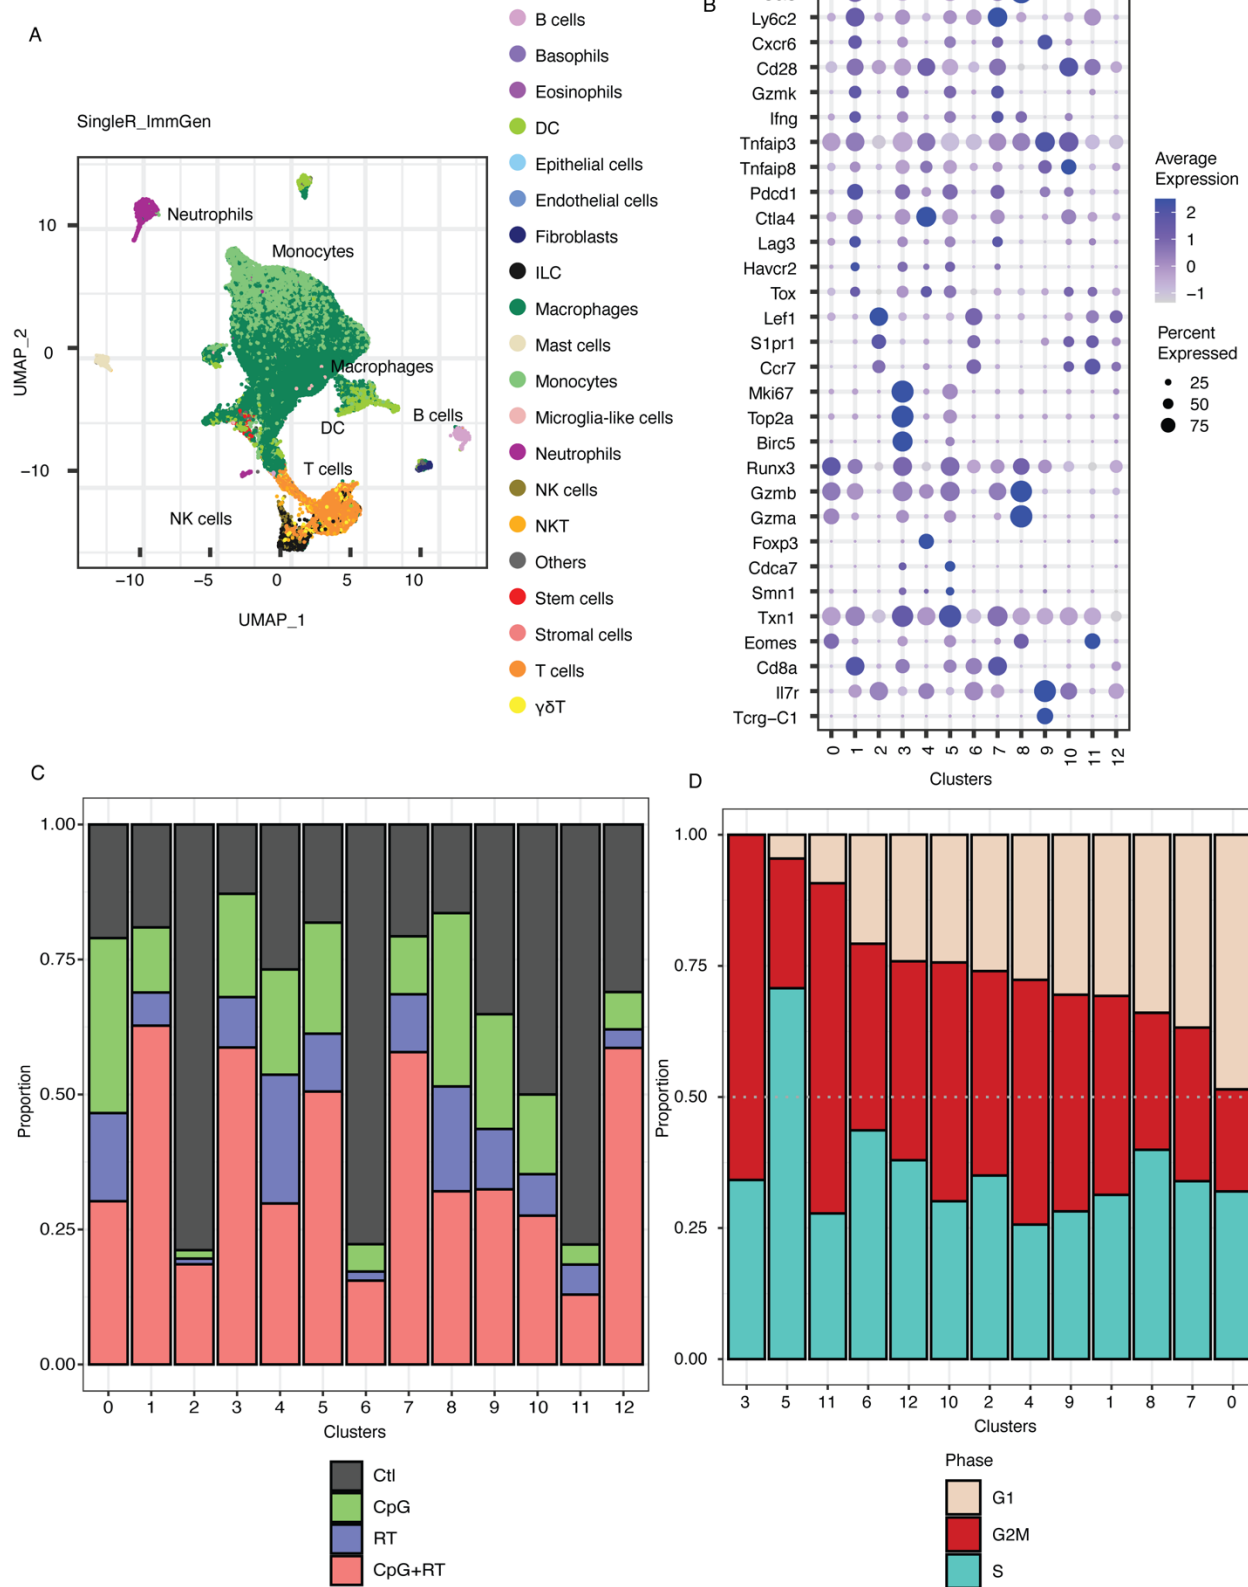 A
SingleR_ImmGen
Neutrophils
Monocytes
Macrophages
DC
B cells
T cells
NK cells
10
0
−10
UMAP_2
−10
−5
0
5
10
UMAP_1
B cells
Basophils
Eosinophils
DC
Epithelial cells
Endothelial cells
Fibroblasts
ILC
Macrophages
Mast cells
Monocytes
Microglia-like cells
Neutrophils
NK cells
NKT
Others
Stem cells
Stromal cells
T cells
γδT
B
Ly6c2
Cxcr6
Cd28
Gzmk
Ifng
Tnfaip3
Tnfaip8
Pdcd1
Ctla4
Lag3
Havcr2
Tox
Lef1
S1pr1
Ccr7
Mki67
Top2a
Birc5
Runx3
Gzmb
Gzma
Foxp3
Cdca7
Smn1
Txn1
Eomes
Cd8a
Il7r
Tcrg−C1
0 1 2 3 4 5 6 7 8 9 10 11 12
Clusters
Average
Expression
2
1
0
−1
Percent
Expressed
25
50
75
C
1.00
0.75
0.50
0.25
0.00
Proportion
0 1 2 3 4 5 6 7 8 9 10 11 12
Clusters
Ctl
CpG
RT
CpG+RT
D
1.00
0.75
0.50
0.25
0.00
Proportion
3 5 11 6 12 10 2 4 9 1 8 7 0
Clusters
Phase
G1
G2M
S